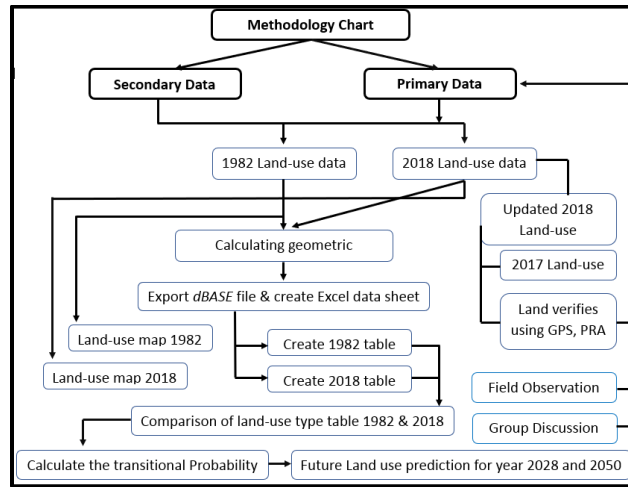 Methodology Chart
Secondary Data
Primary Data
1982 Land-use data
2018 Land-use data
Updated 2018
Land-use
Calculating geometric
2017 Land-use
Export dBASE file & create Excel data sheet
Land verifies
using GPS, PRA
Land-use map 1982
Create 1982 table
Land-use map 2018
Create 2018 table
Field Observation
Comparison of land-use type table 1982 & 2018
Group Discussion
Calculate the transitional Probability
Future Land use prediction for year 2028 and 2050